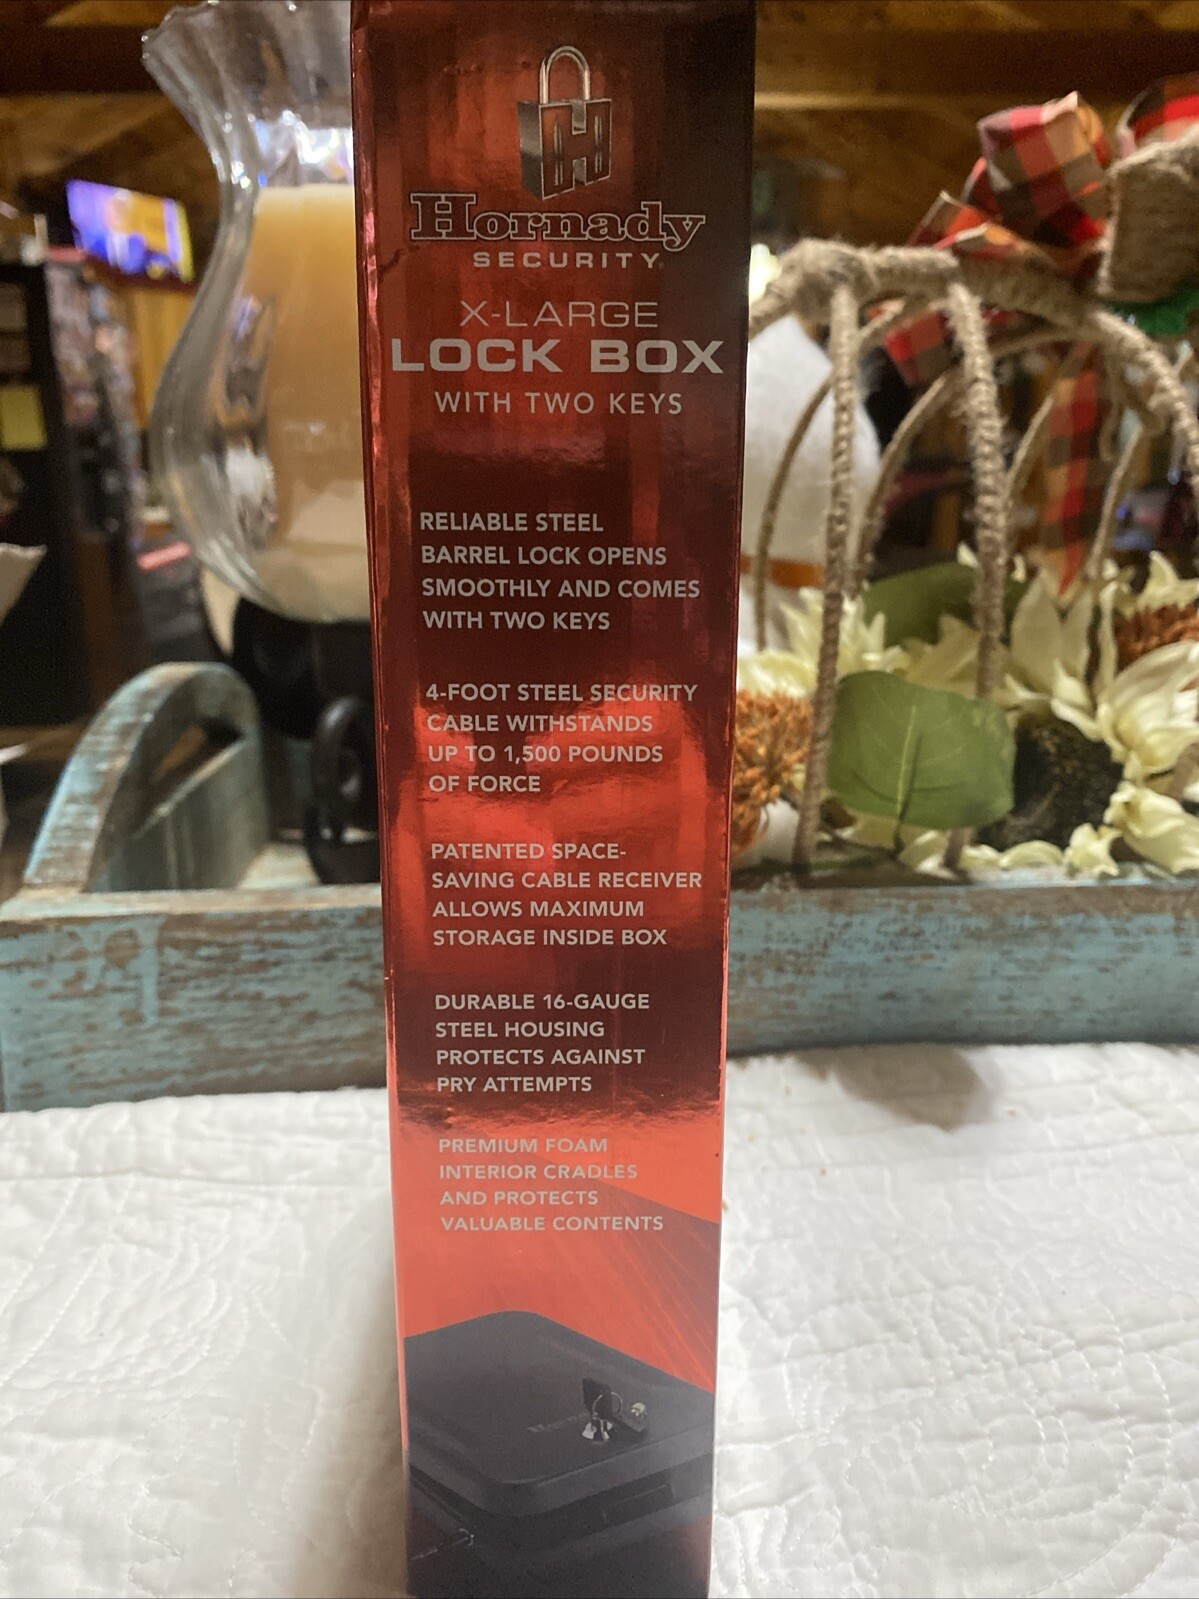 H
Hornady
SECURITY
X-LARGE
LOCK BOX
WITH TWO KEYS
RELIABLE STEEL
BARREL LOCK OPENS
SMOOTHLY AND COMES
WITH TWO KEYS
4-FOOT STEEL SECURITY
CABLE WITHSTANDS
UP TO 1,500 POUNDS
OF FORCE
PATENTED SPACE-
SAVING CABLE RECEIVER
ALLOWS MAXIMUM
STORAGE INSIDE BOX
DURABLE 16-GAUGE
STEEL HOUSING
PROTECTS AGAINST
PRY ATTEMPTS
PREMIUM FOAM
INTERIOR CRADLES
AND PROTECTS
VALUABLE CONTENTS